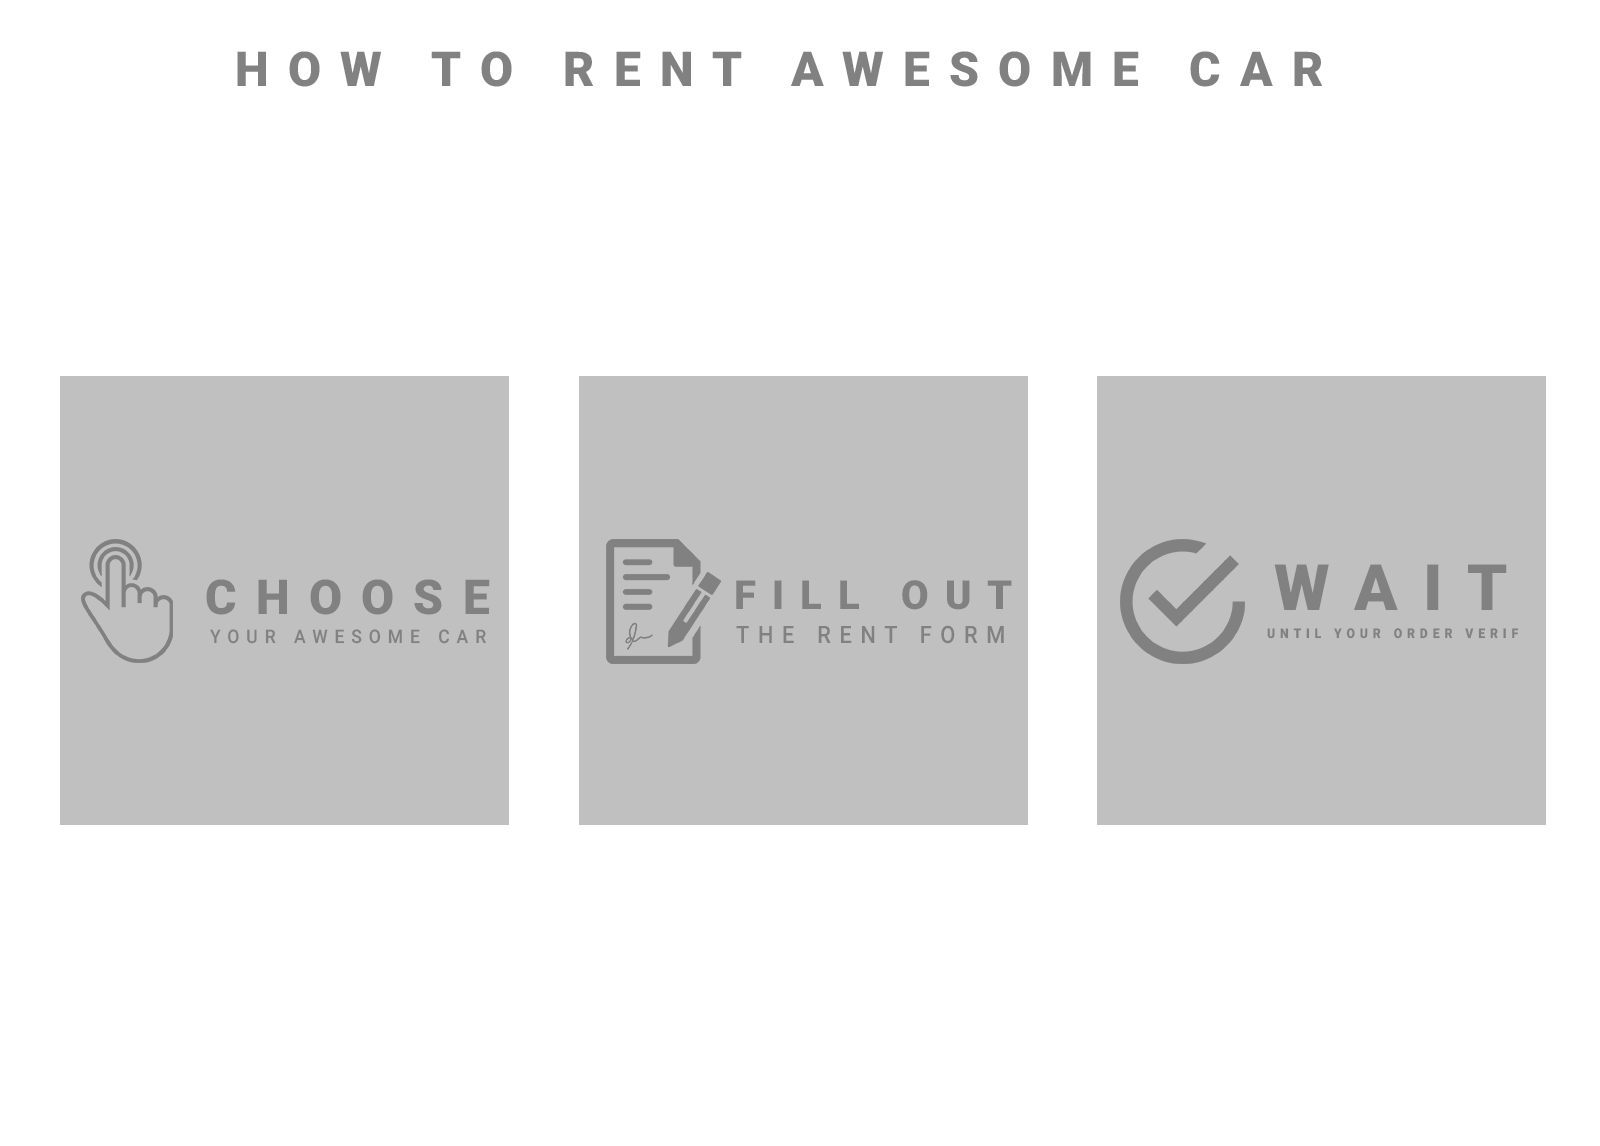 HOW TO RENT AWESOME CAR
CHOOSE
YOUR AWESOME CAR
FILL OUT
THE RENT FORM
WAIT
UNTIL YOUR ORDER VERIF